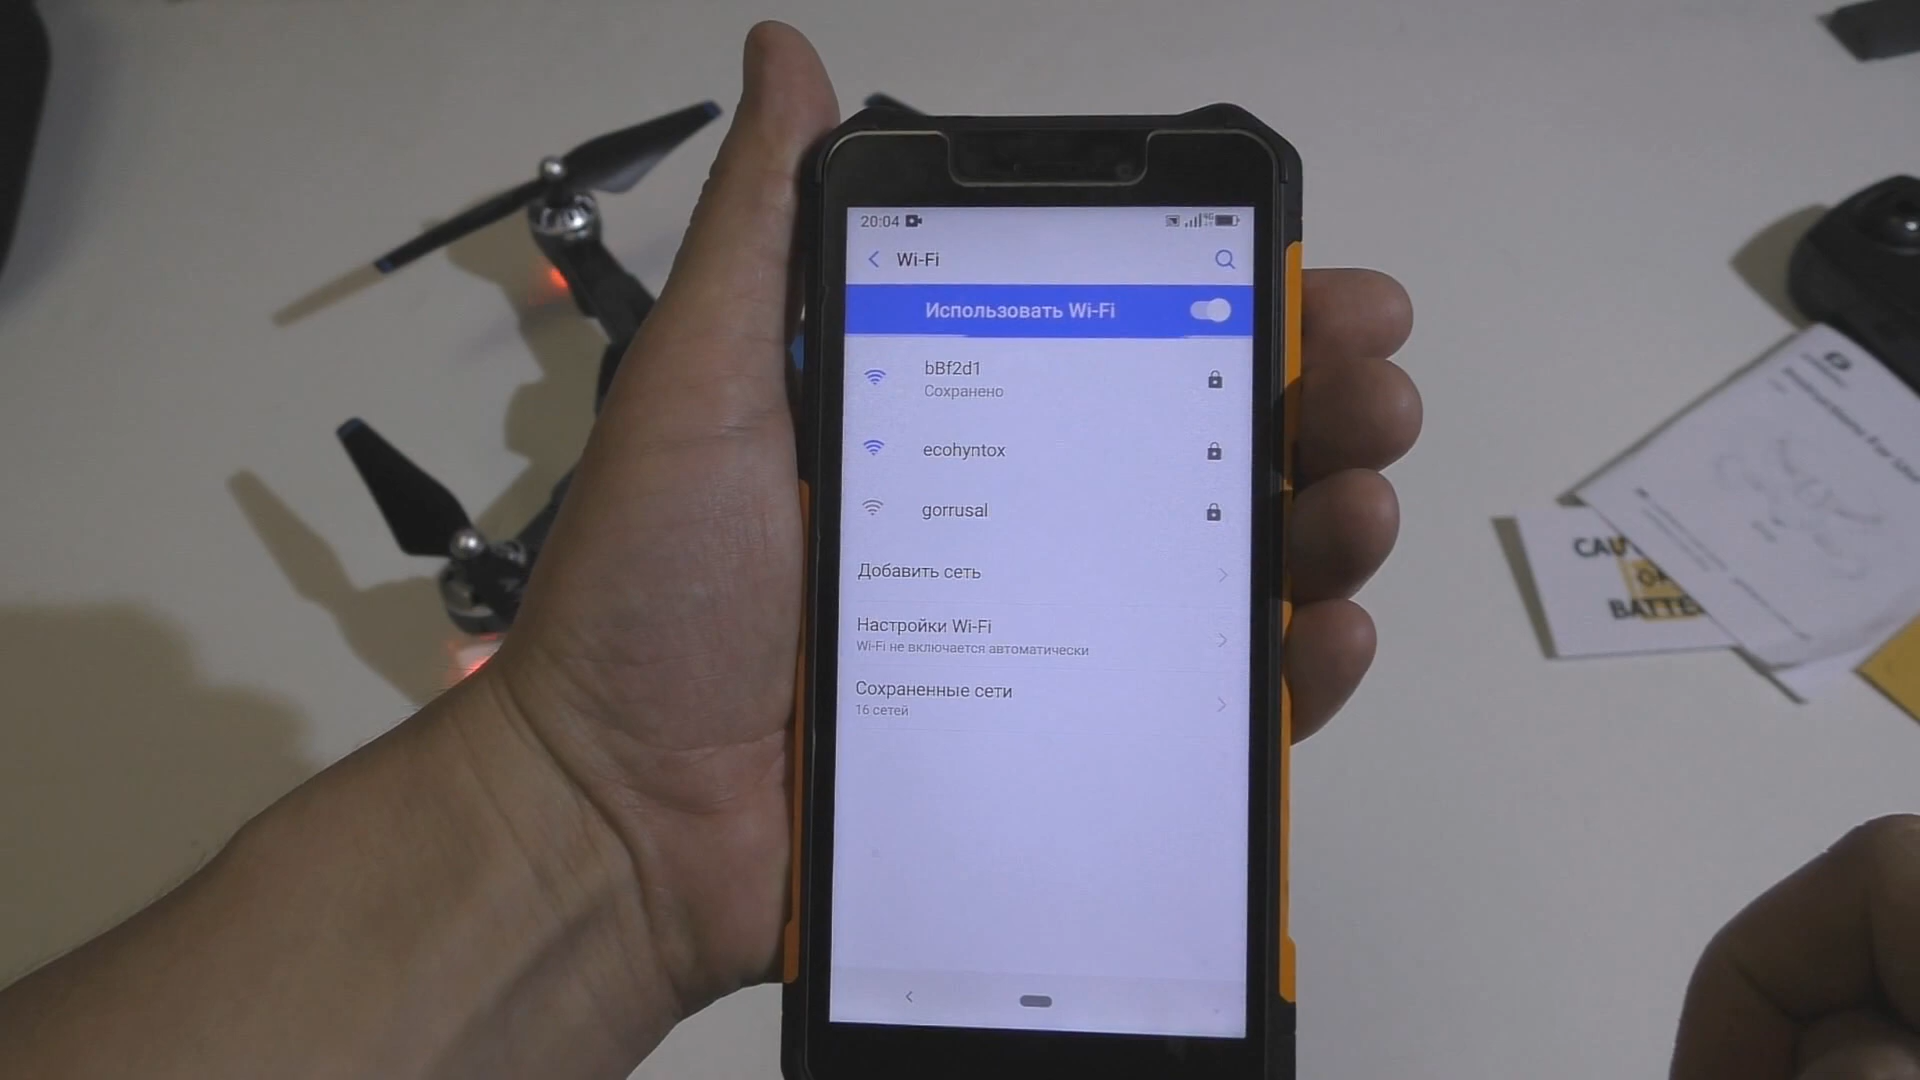 20:04
Wi-Fi
Использовать Wi-Fi
bBf2d1
Сохранено
ecohyntox
gorrusal
Добавить сеть
Настройки Wi-Fi
Wi-Fi не включается автоматически
Сохраненные сети
16 сетей